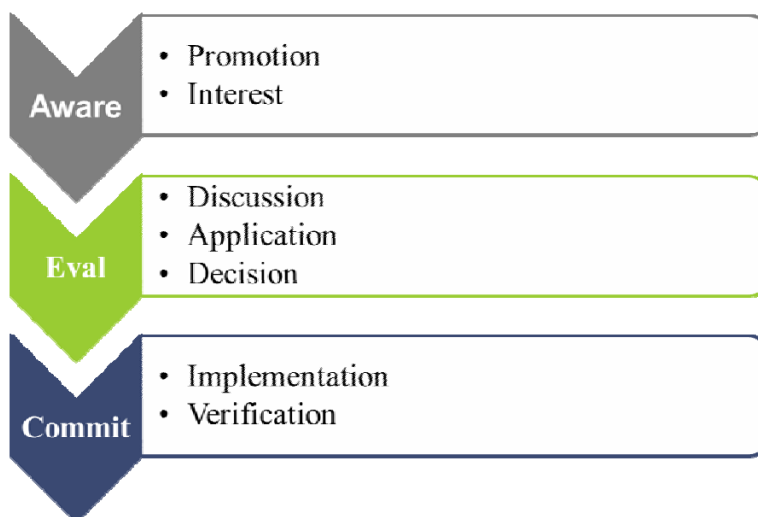 Aware
• Promotion
• Interest
Eval
• Discussion
• Application
• Decision
Commit
• Implementation
• Verification